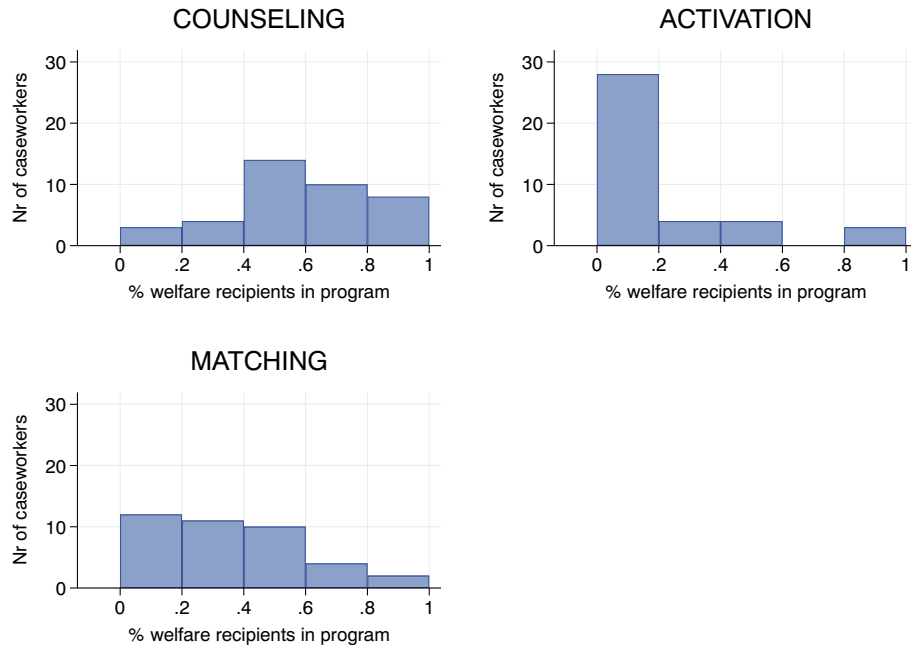 COUNSELING
Nr of caseworkers
30
20
10
0
0 .2 .4 .6 .8 1
% welfare recipients in program
ACTIVATION
Nr of caseworkers
30
20
10
0
0 .2 .4 .6 .8 1
% welfare recipients in program
MATCHING
Nr of caseworkers
30
20
10
0
0 .2 .4 .6 .8 1
% welfare recipients in program